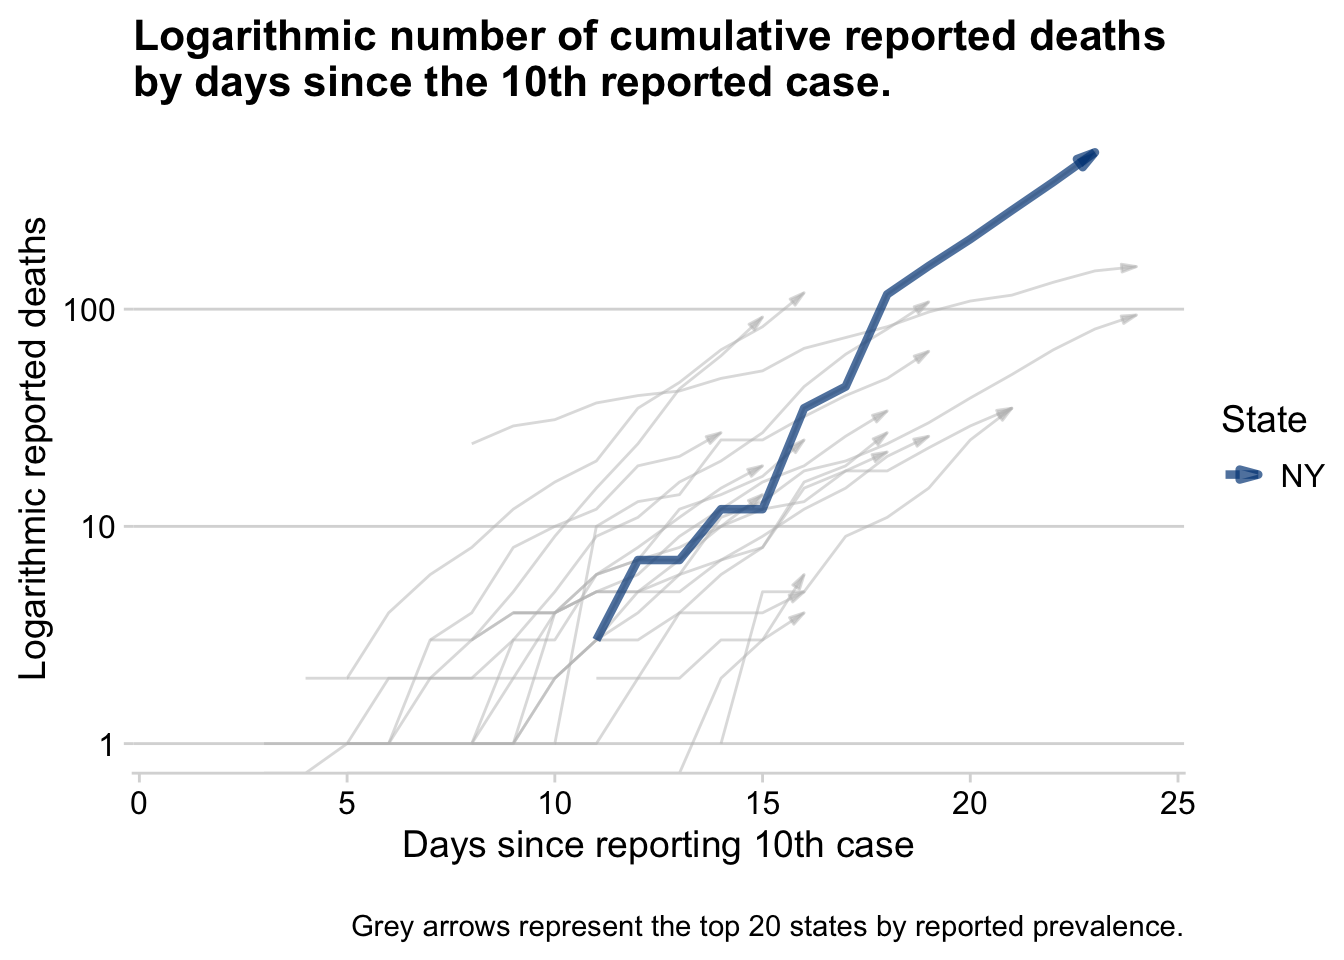 Logarithmic number of cumulative reported deaths
by days since the 10th reported case.
Logarithmic reported deaths
100
10
1
0 5 10 15 20 25
Days since reporting 10th case
State
NY
Grey arrows represent the top 20 states by reported prevalence.